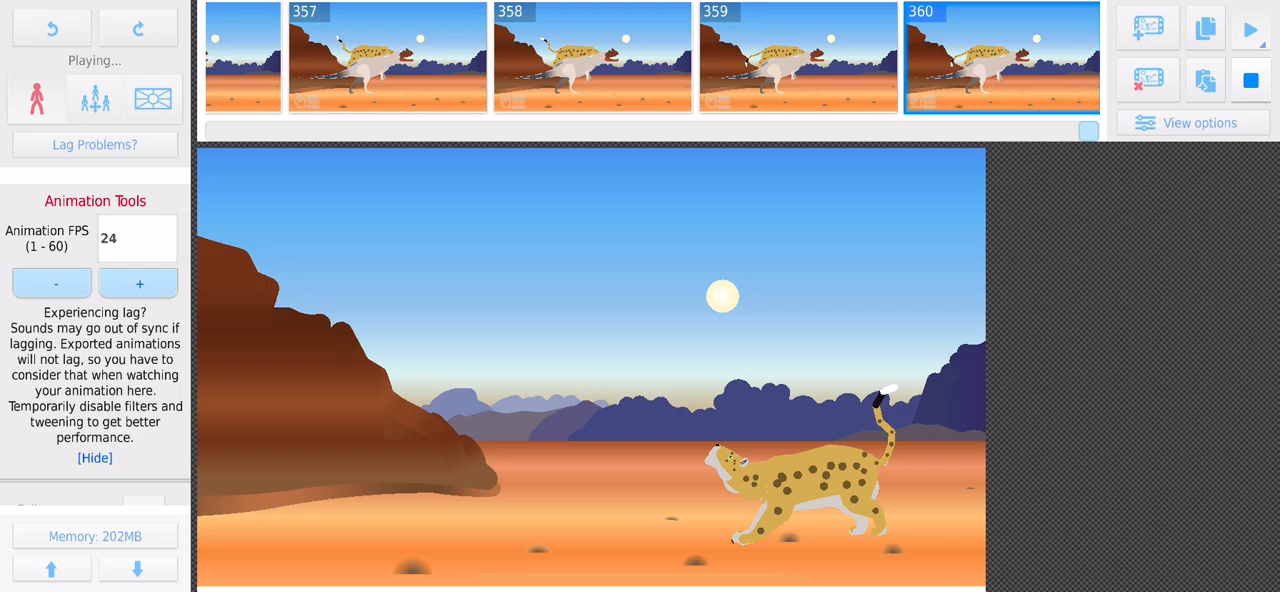 Playing...
Lag Problems?
Animation Tools
Animation FPS
(1 - 60)
24
-
+
Experiencing lag?
Sounds may go out of sync if
lagging. Exported animations
will not lag, so you have to
consider that when watching
your animation here.
Temporarily disable filters and
tweening to get better
performance.
[Hide]
Memory: 202MB
357
358
359
360
View options